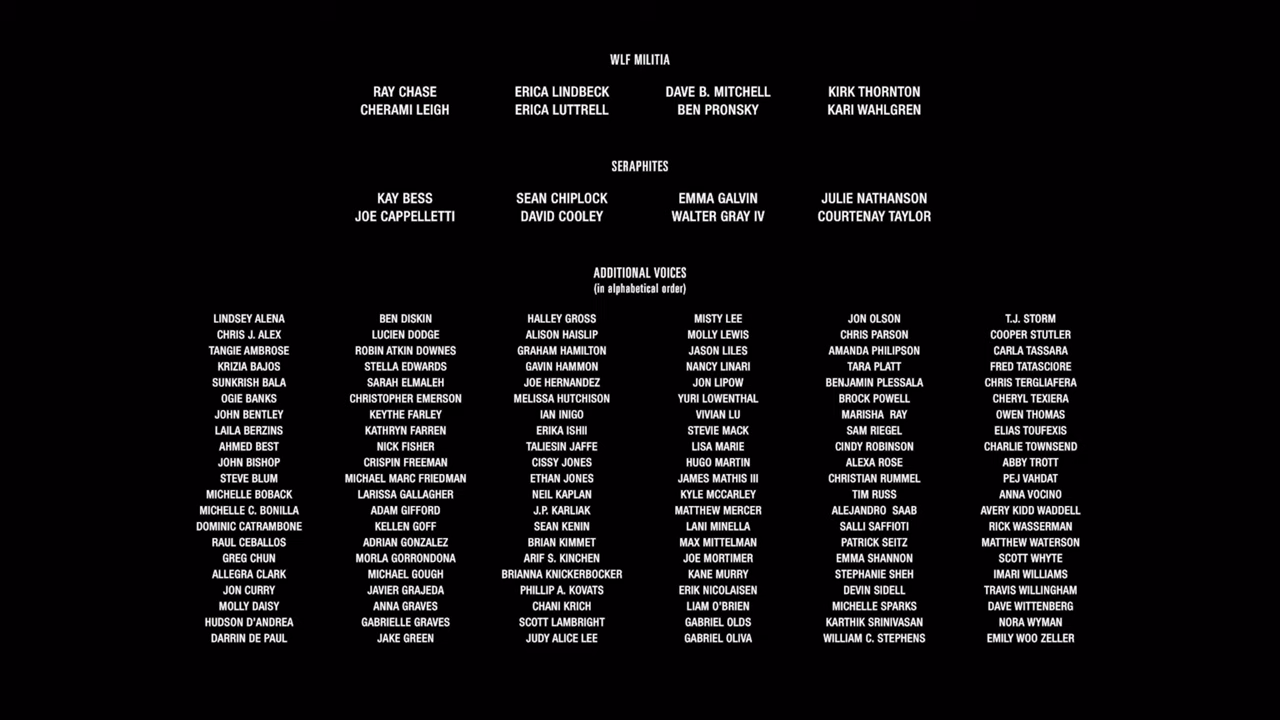 WLF MILITIA
RAY CHASE ERICA LINDBECK DAVE B. MITCHELL KIRK THORNTON
CHERAMI LEIGH ERICA LUTTRELL BEN PRONSKY KARI WAHLGREN
SERAPHITES
KAY BESS SEAN CHIPLOCK EMMA GALVIN JULIE NATHANSON
JOE CAPPELLETTI DAVID COOLEY WALTER GRAY IV COURTENAY TAYLOR
ADDITIONAL VOICES
(in alphabetical order)
LINDSEY ALENA BEN DISKIN HALLEY GROSS MISTY LEE JON OLSON T.J. STORM
CHRIS J. ALEX LUCIEN DODGE ALISON HAISLIP MOLLY LEWIS CHRIS PARSON COOPER STUTLER
TANGIE AMBROSE ROBIN ATKIN DOWNES GRAHAM HAMILTON JASON LILES AMANDA PHILIPSON CARLA TASSARA
KRIZIA BAJOS STELLA EDWARDS GAVIN HAMMON NANCY LINARI TARA PLATT FRED TATASCIORE
SUNKRISH BALA SARAH ELMALEH JOE HERNANDEZ JON LIPOW BENJAMIN PLESSALA CHRIS TERGLIAFERA
OGIE BANKS CHRISTOPHER EMERSON MELISSA HUTCHISON YURI LOWENTHAL BROCK POWELL CHERYL TEXIERA
JOHN BENTLEY KEYTHE FARLEY IAN INIGO VIVIAN LU MARISHA RAY OWEN THOMAS
LAILA BERZINS KATHRYN FARREN ERIKA ISHII STEVIE MACK SAM RIEGEL ELIAS TOUFEXIS
AHMED BEST NICK FISHER TALIESIN JAFFE LISA MARIE CINDY ROBINSON CHARLIE TOWNSEND
JOHN BISHOP CRISPIN FREEMAN CISSY JONES HUGO MARTIN ALEXA ROSE ABBY TROTT
STEVE BLUM MICHAEL MARC FRIEDMAN ETHAN JONES JAMES MATHIS III CHRISTIAN RUMMEL PEJ VAHDAT
MICHELLE BOBACK LARISSA GALLAGHER NEIL KAPLAN KYLE MCCARLEY TIM RUSS ANNA VOCINO
MICHELLE C. BONILLA ADAM GIFFORD J.P. KARLIAK MATTHEW MERCER ALEJANDRO SAAB AVERY KIDD WADDELL
DOMINIC CATRAMBONE KELLEN GOFF SEAN KENIN LANI MINELLA SALLI SAFFIOTI RICK WASSERMAN
RAUL CEBALLOS ADRIAN GONZALEZ BRIAN KIMMET MAX MITTELMAN PATRICK SEITZ MATTHEW WATERSON
GREG CHUN MORLA GORRONDONA ARIF S. KINCHEN JOE MORTIMER EMMA SHANNON SCOTT WHYTE
ALLEGRA CLARK MICHAEL GOUGH BRIANNA KNICKERBOCKER KANE MURRY STEPHANIE SHEH IMARI WILLIAMS
JON CURRY JAVIER GRAJEDA PHILLIP A. KOVATS ERIK NICOLAISEN DEVIN SIDELL TRAVIS WILLINGHAM
MOLLY DAISY ANNA GRAVES CHANI KRICH LIAM O'BRIEN MICHELLE SPARKS DAVE WITTENBERG
HUDSON D'ANDREA GABRIELLE GRAVES SCOTT LAMBRIGHT GABRIEL OLDS KARTHIK SRINIVASAN NORA WYMAN
DARRIN DE PAUL JAKE GREEN JUDY ALICE LEE GABRIEL OLIVA WILLIAM C. STEPHENS EMILY WOO ZELLER